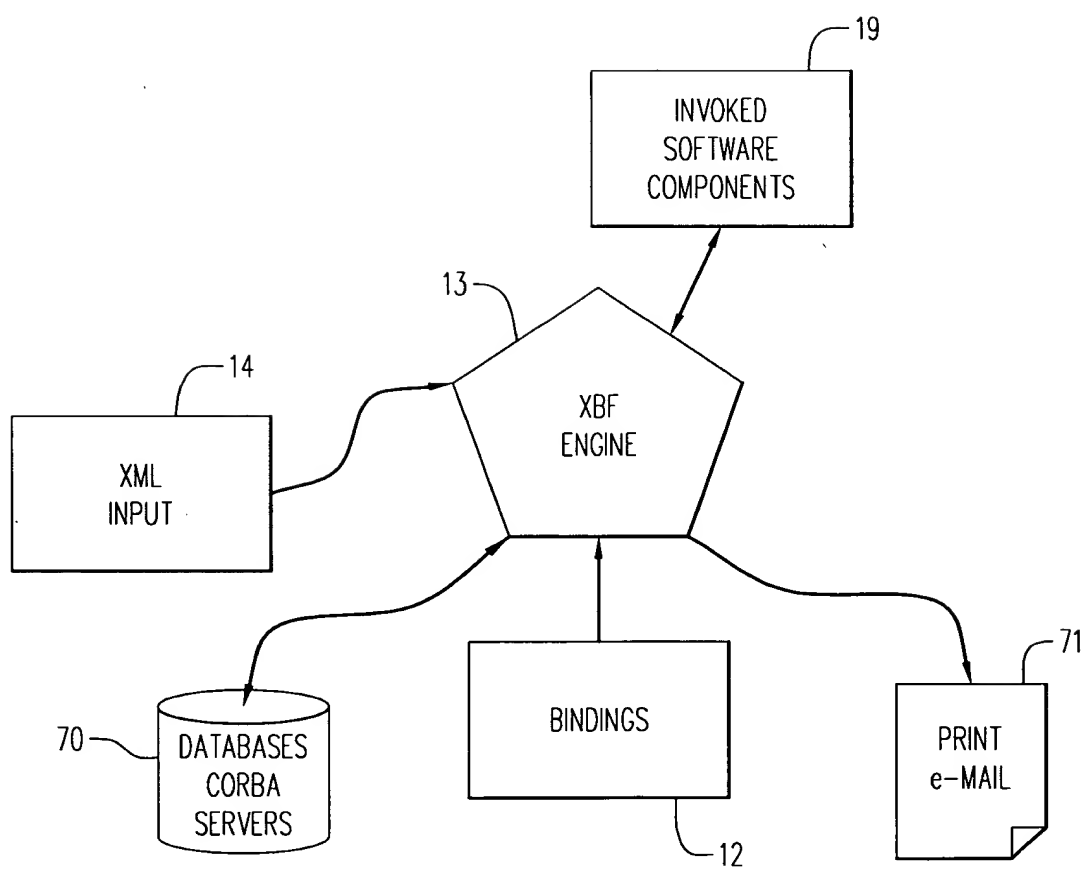 19
INVOKED
SOFTWARE
COMPONENTS
13
XBF
ENGINE
14
XML
INPUT
70
DATABASES
CORBA
SERVERS
BINDINGS
12
71
PRINT
e-MAIL